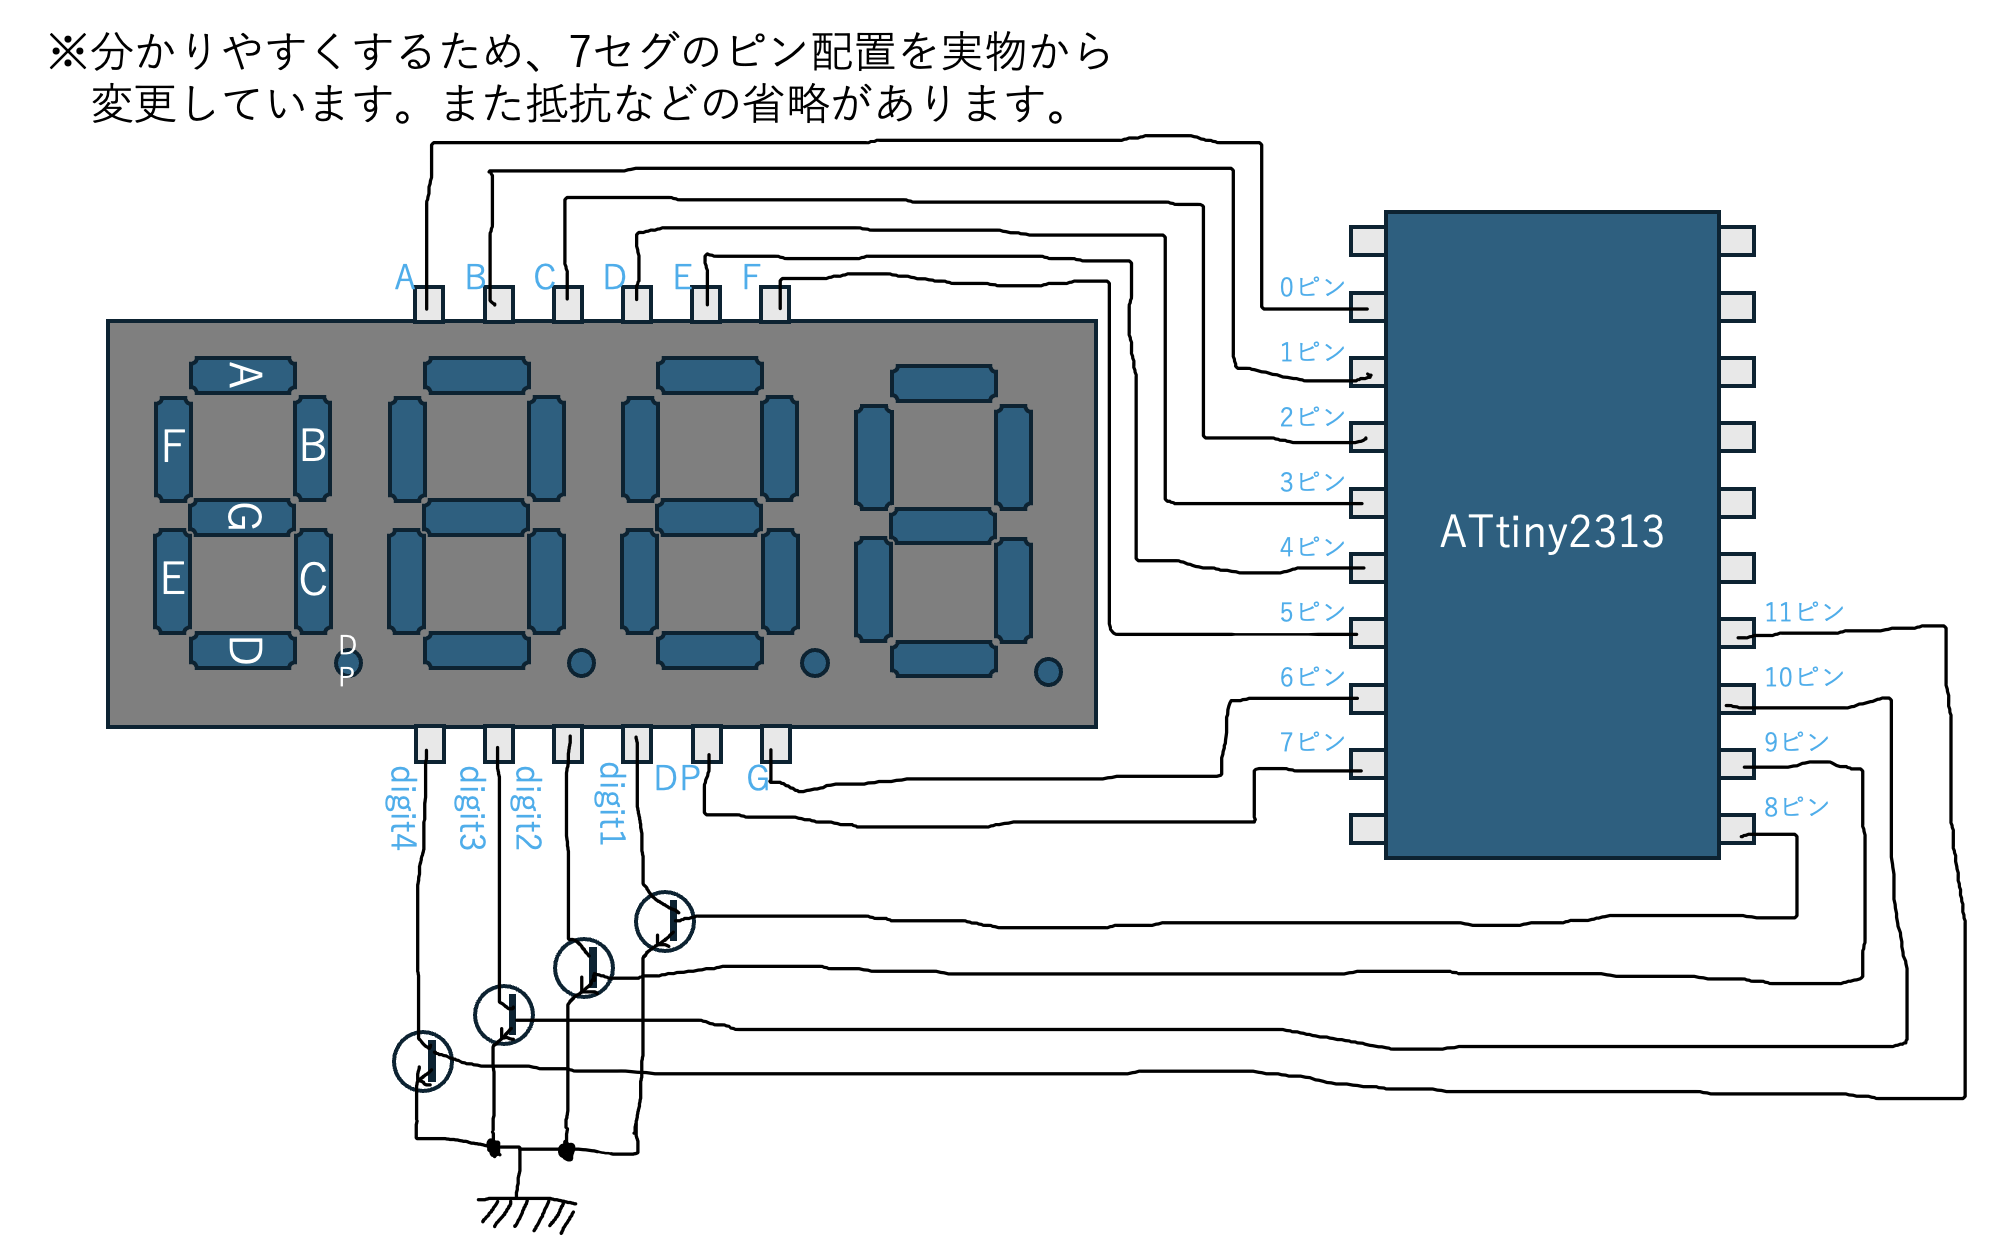 ※分かりやすくするため、7セグのピン配置を実物から
変更しています。また抵抗などの省略があります。
A
B
C
D
E
F
0ピン
1ピン
2ピン
3ピン
4ピン
5ピン
6ピン
7ピン
ATtiny2313
11ピン
10ピン
9ピン
8ピン
A
F
B
G
E
C
D
D
P
digit4
digit3
digit2
digit1
DP
G